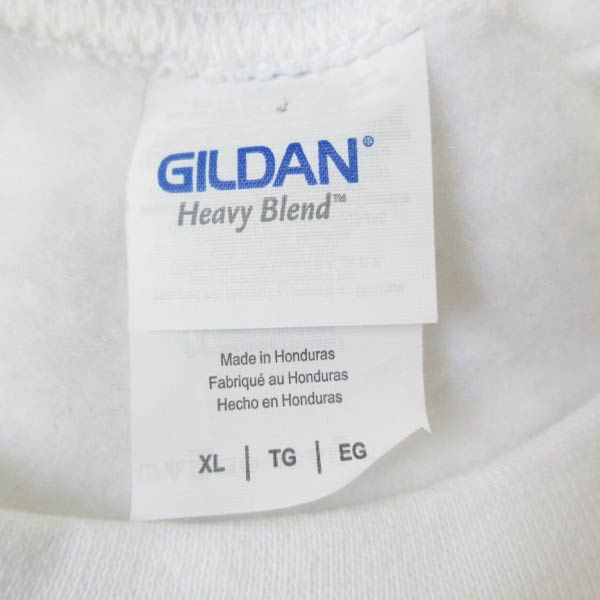 GILDAN®
Heavy Blend™
Made in Honduras
Fabriqué au Honduras
Hecho en Honduras
XL | TG | EG